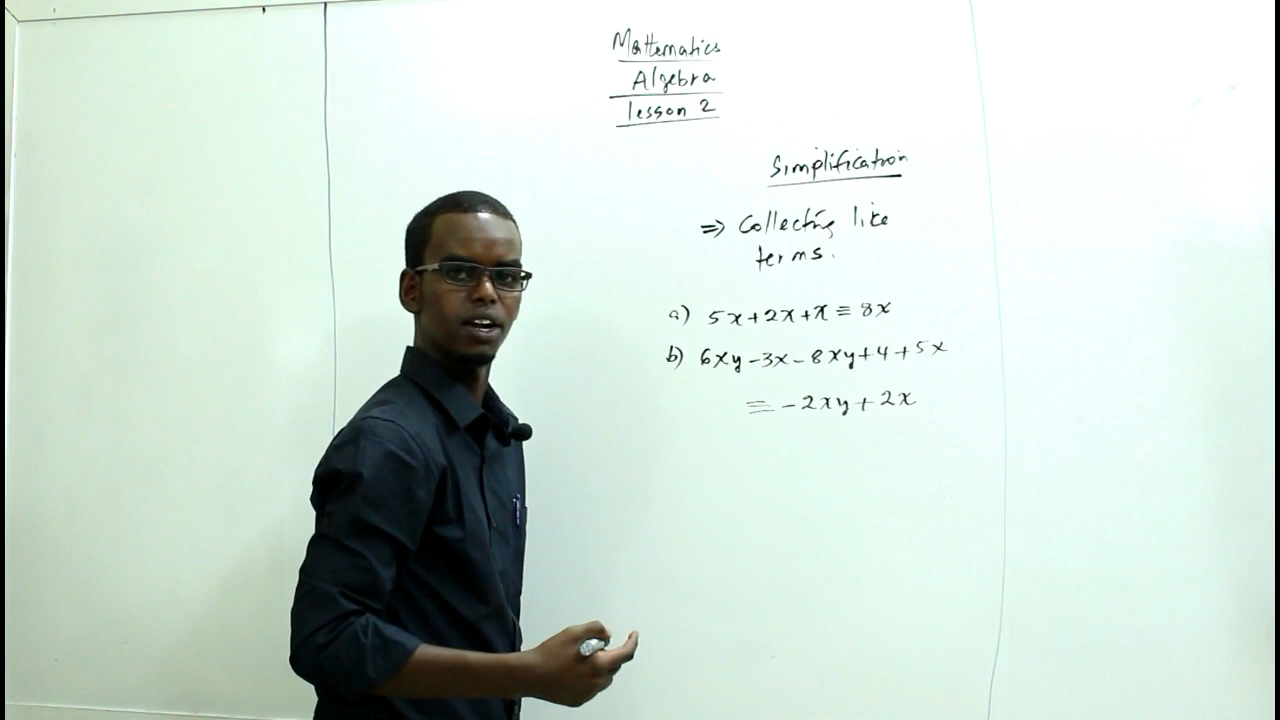 Mathematics
Algebra
lesson 2
Simplification
⇒ Collecting like
terms.
a) 5x+2x+x ≡ 8x
b) 6xy-3x-8xy+4+5x
≡ -2xy+2x